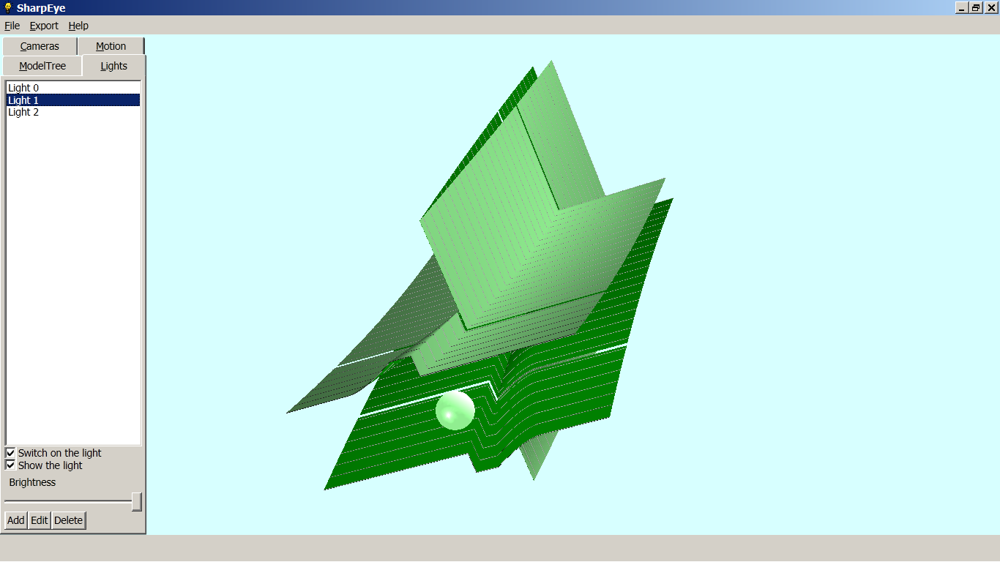 SharpEye
File Export Help
Cameras Motion
ModelTree Lights
Light 0
Light 1
Light 2
Switch on the light
Show the light
Brightness
Add Edit Delete